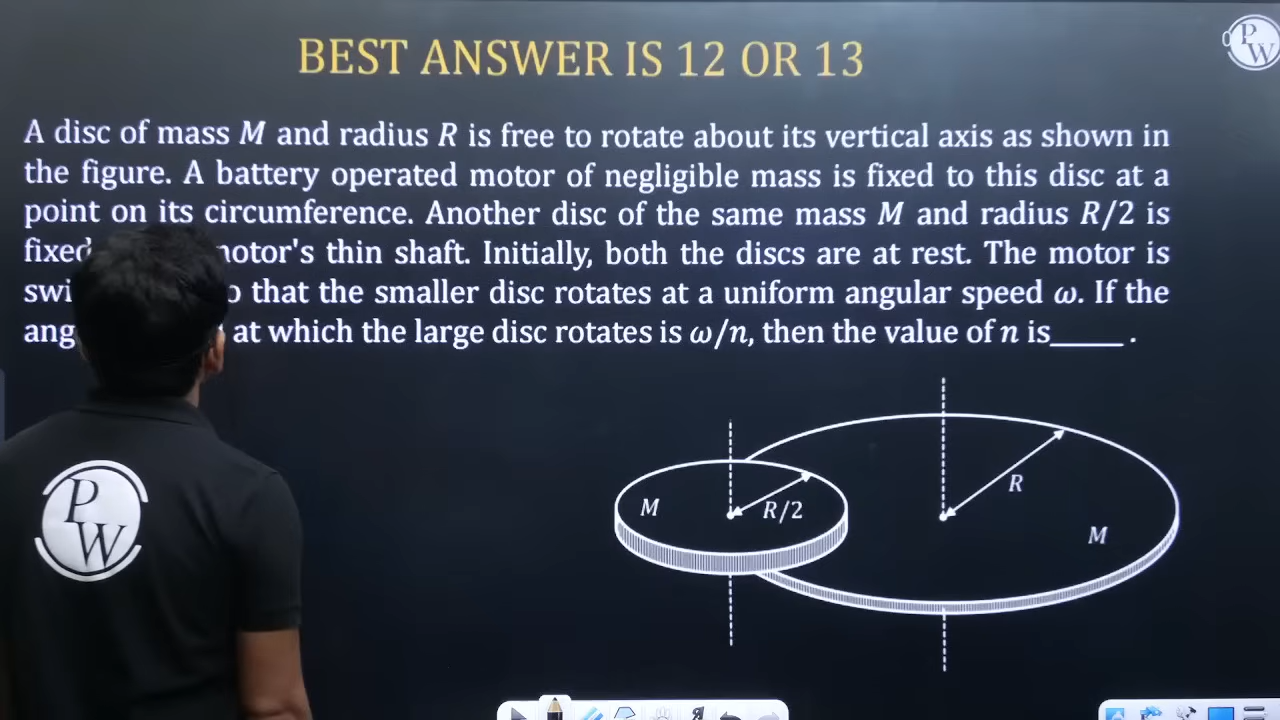 BEST ANSWER IS 12 OR 13
A disc of mass M and radius R is free to rotate about its vertical axis as shown in
the figure. A battery operated motor of negligible mass is fixed to this disc at a
point on its circumference. Another disc of the same mass M and radius R/2 is
fixed motor's thin shaft. Initially, both the discs are at rest. The motor is
that the smaller disc rotates at a uniform angular speed ω. If the
at which the large disc rotates is ω/n, then the value of n is_____ .
M
R/2
R
M
P
W
P
W